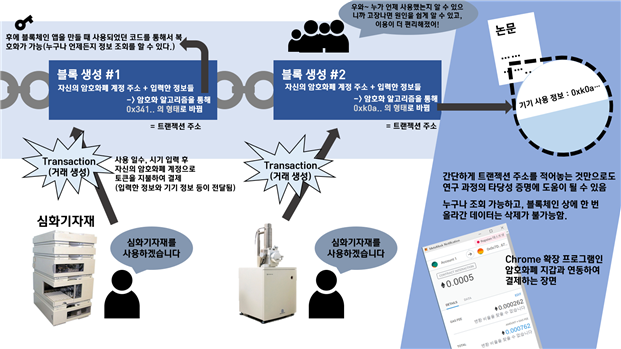 후에 블록체인 앱을 만들 때 사용되었던 코드를 통해서 복
호화가 가능(누구나 언제든지 정보 조회를 할 수 있다.)
우와~ 누가 언제 사용했는지 알 수 있으
니까 고장나면 원인을 쉽게 알 수 있고,
이용이 더 편리해졌어!
논문
블록 생성 #1
자신의 암호화폐 계정 주소 + 입력한 정보들
-> 암호화 알고리즘을 통해
0x341.. 의 형태로 바뀜
= 트랜잭션 주소
블록 생성 #2
자신의 암호화폐 계정 주소 + 입력한 정보들
-> 암호화 알고리즘을 통해
0xk0a.. 의 형태로 바뀜
= 트랜잭션 주소
기기 사용 정보 : 0xk0a...
Transaction
(거래 생성)
사용 일수, 시기 입력 후
자신의 암호화폐 계정으로
토큰을 지불하여 결제
(입력한 정보와 기기 정보 등이 전달됨)
Transaction
(거래 생성)
간단하게 트랜잭션 주소를 적어놓는 것만으로도
연구 과정의 타당성 증명에 도움이 될 수 있음
누구나 조회 가능하고, 블록체인 상에 한 번
올라간 데이터는 삭제가 불가능함.
심화기자재
심화기자재를
사용하겠습니다
심화기자재를
사용하겠습니다
Chrome 확장 프로그램인
암호화폐 지갑과 연동하여
결제하는 장면
0.0005
0.000262
0.000762